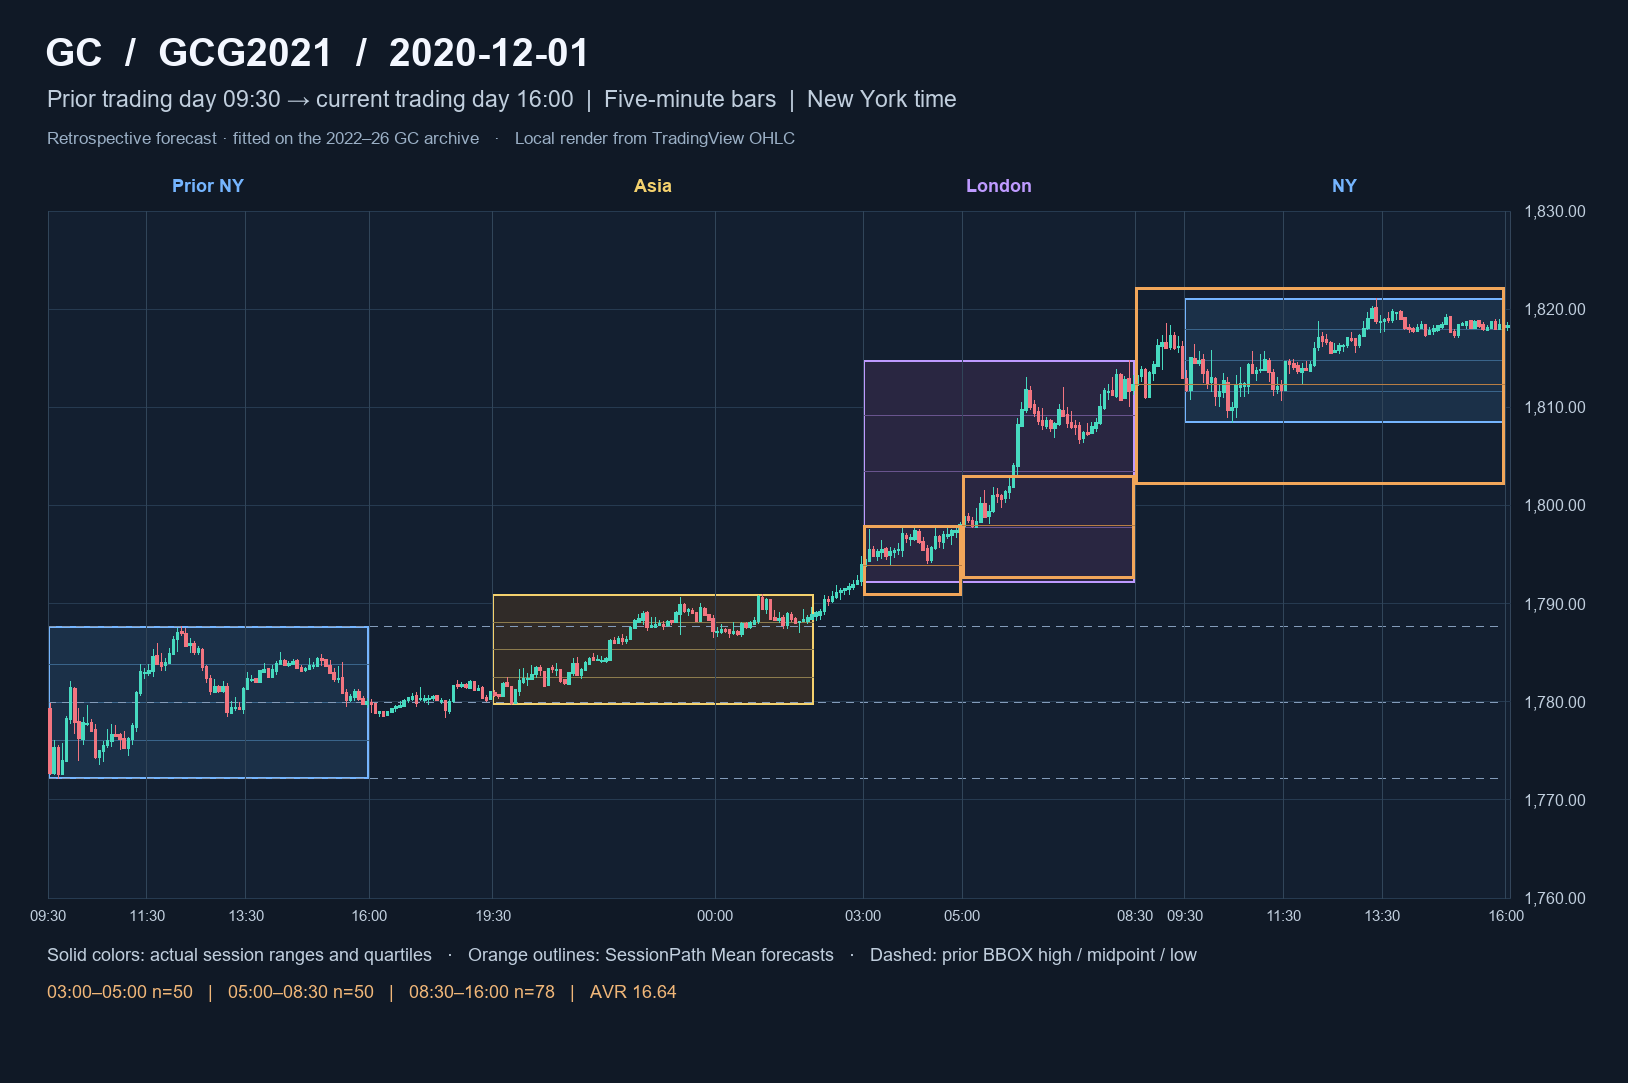 GC / GCG2021 / 2020-12-01
Prior trading day 09:30 → current trading day 16:00 | Five-minute bars | New York time
Retrospective forecast · fitted on the 2022–26 GC archive · Local render from TradingView OHLC
Prior NY Asia London NY
1,830.00
1,820.00
1,810.00
1,800.00
1,790.00
1,780.00
1,770.00
1,760.00
09:30 11:30 13:30 16:00 19:30 00:00 03:00 05:00 08:30 09:30 11:30 13:30 16:00
Solid colors: actual session ranges and quartiles · Orange outlines: SessionPath Mean forecasts · Dashed: prior BBOX high / midpoint / low
03:00–05:00 n=50 | 05:00–08:30 n=50 | 08:30–16:00 n=78 | AVR 16.64